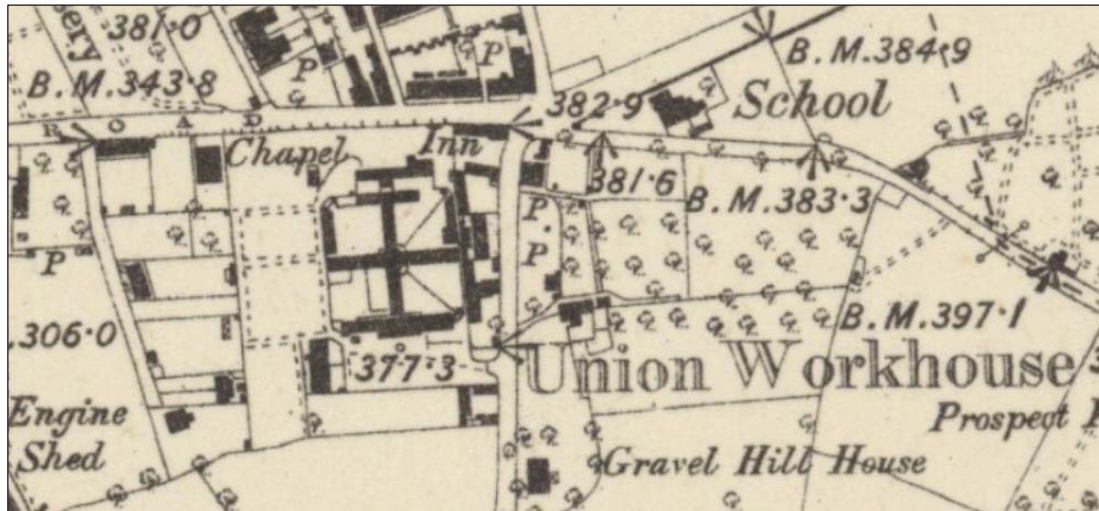 381·0
B.M.343·8
P
P
B.M.384·9
School
382·9
ROAD
Chapel
Inn
381·6
B.M.383·3
P
P
P
306·0
B.M.397·1
377·3
Union Workhouse
Engine
Shed
Prospect
Gravel Hill House